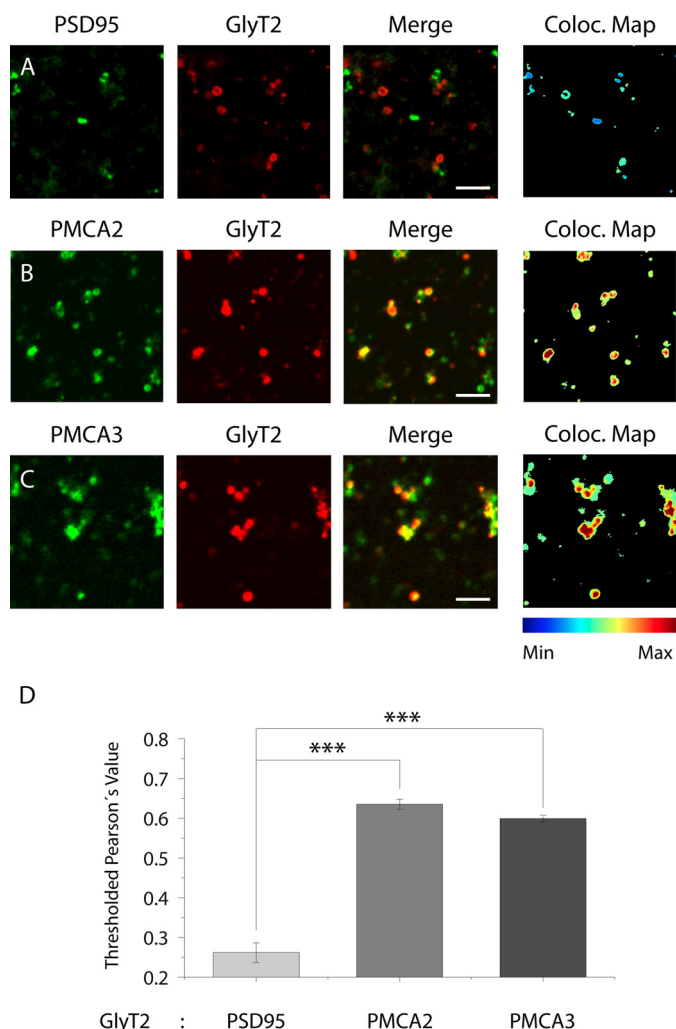 PSD95 GlyT2 Merge Coloc. Map
A
PMCA2 GlyT2 Merge Coloc. Map
B
PMCA3 GlyT2 Merge Coloc. Map
C
Min Max
D
*** 
***
Thresholded Pearson´s Value
0.8
0.7
0.6
0.5
0.4
0.3
0.2
GlyT2 : PSD95 PMCA2 PMCA3